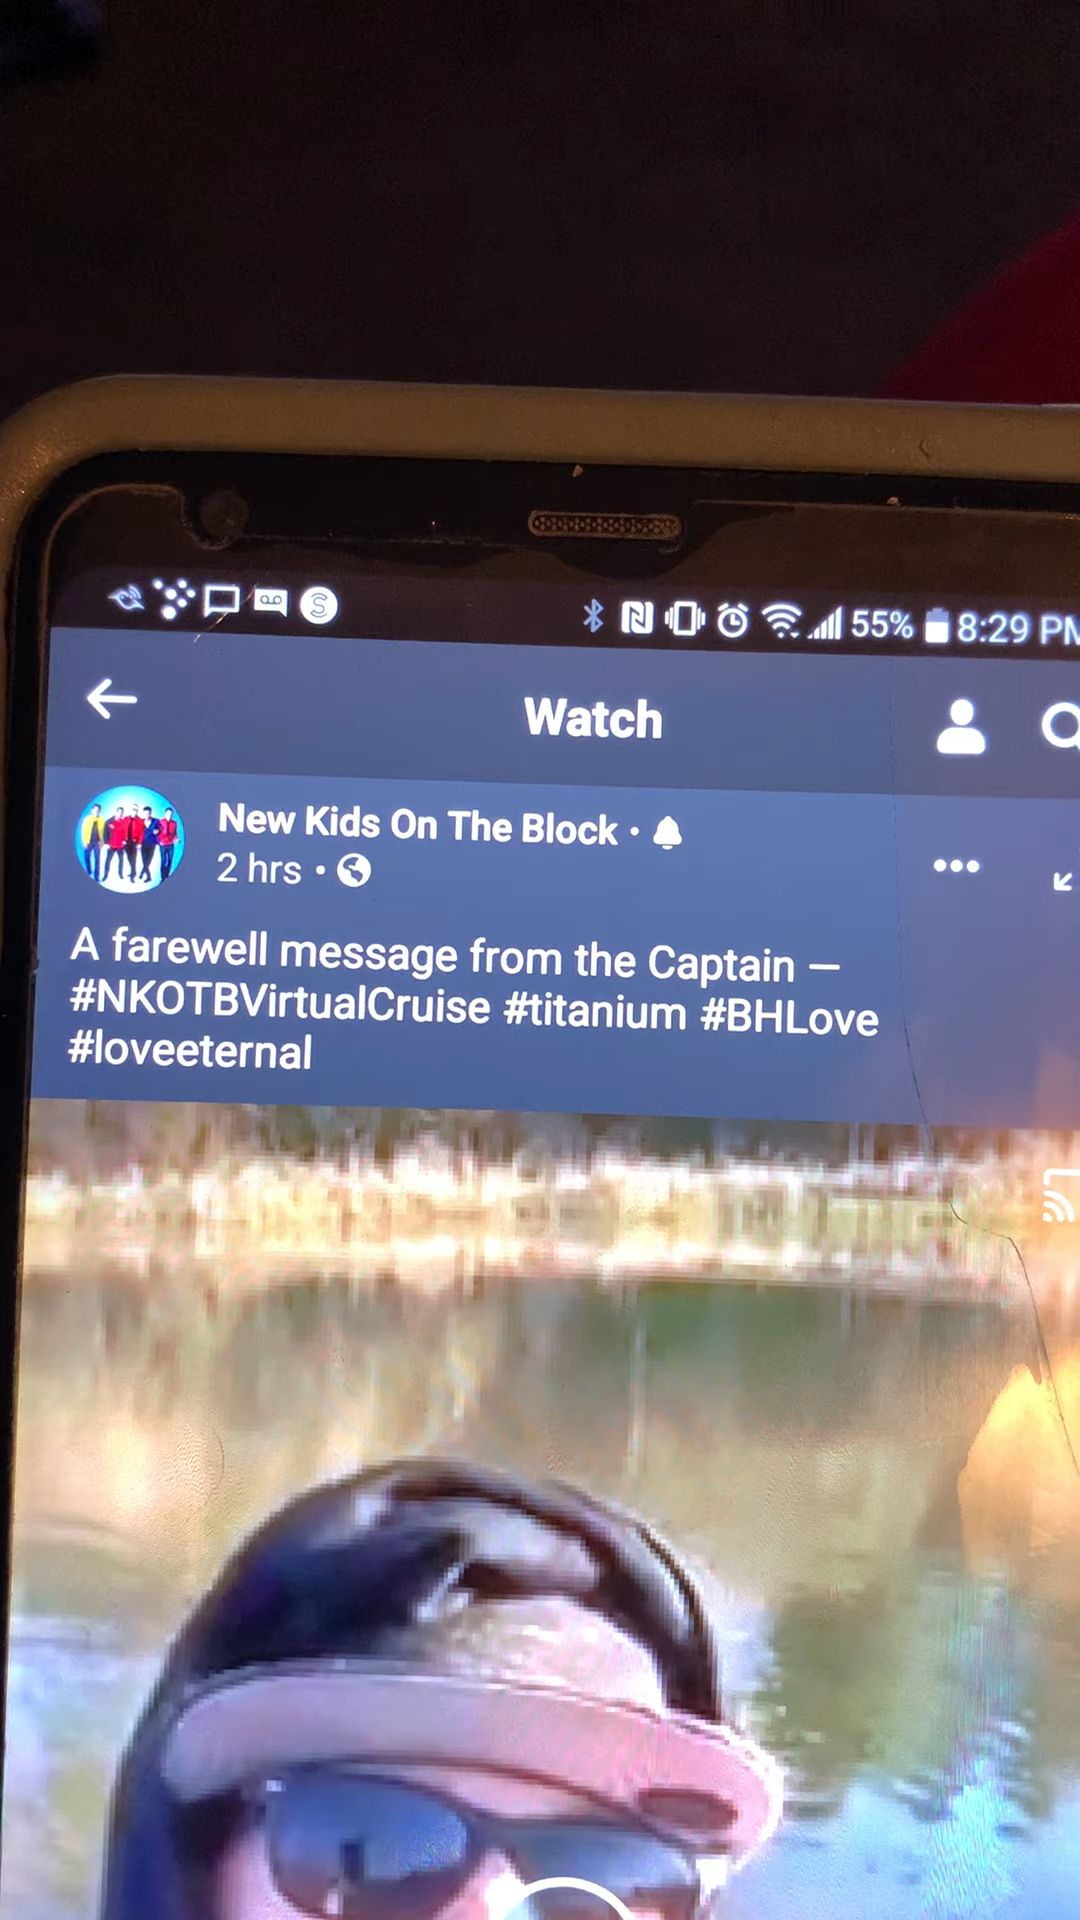 55% 8:29 PM
Watch
New Kids On The Block ·
2 hrs ·
A farewell message from the Captain —
#NKOTBVirtualCruise #titanium #BHLove
#loveeternal